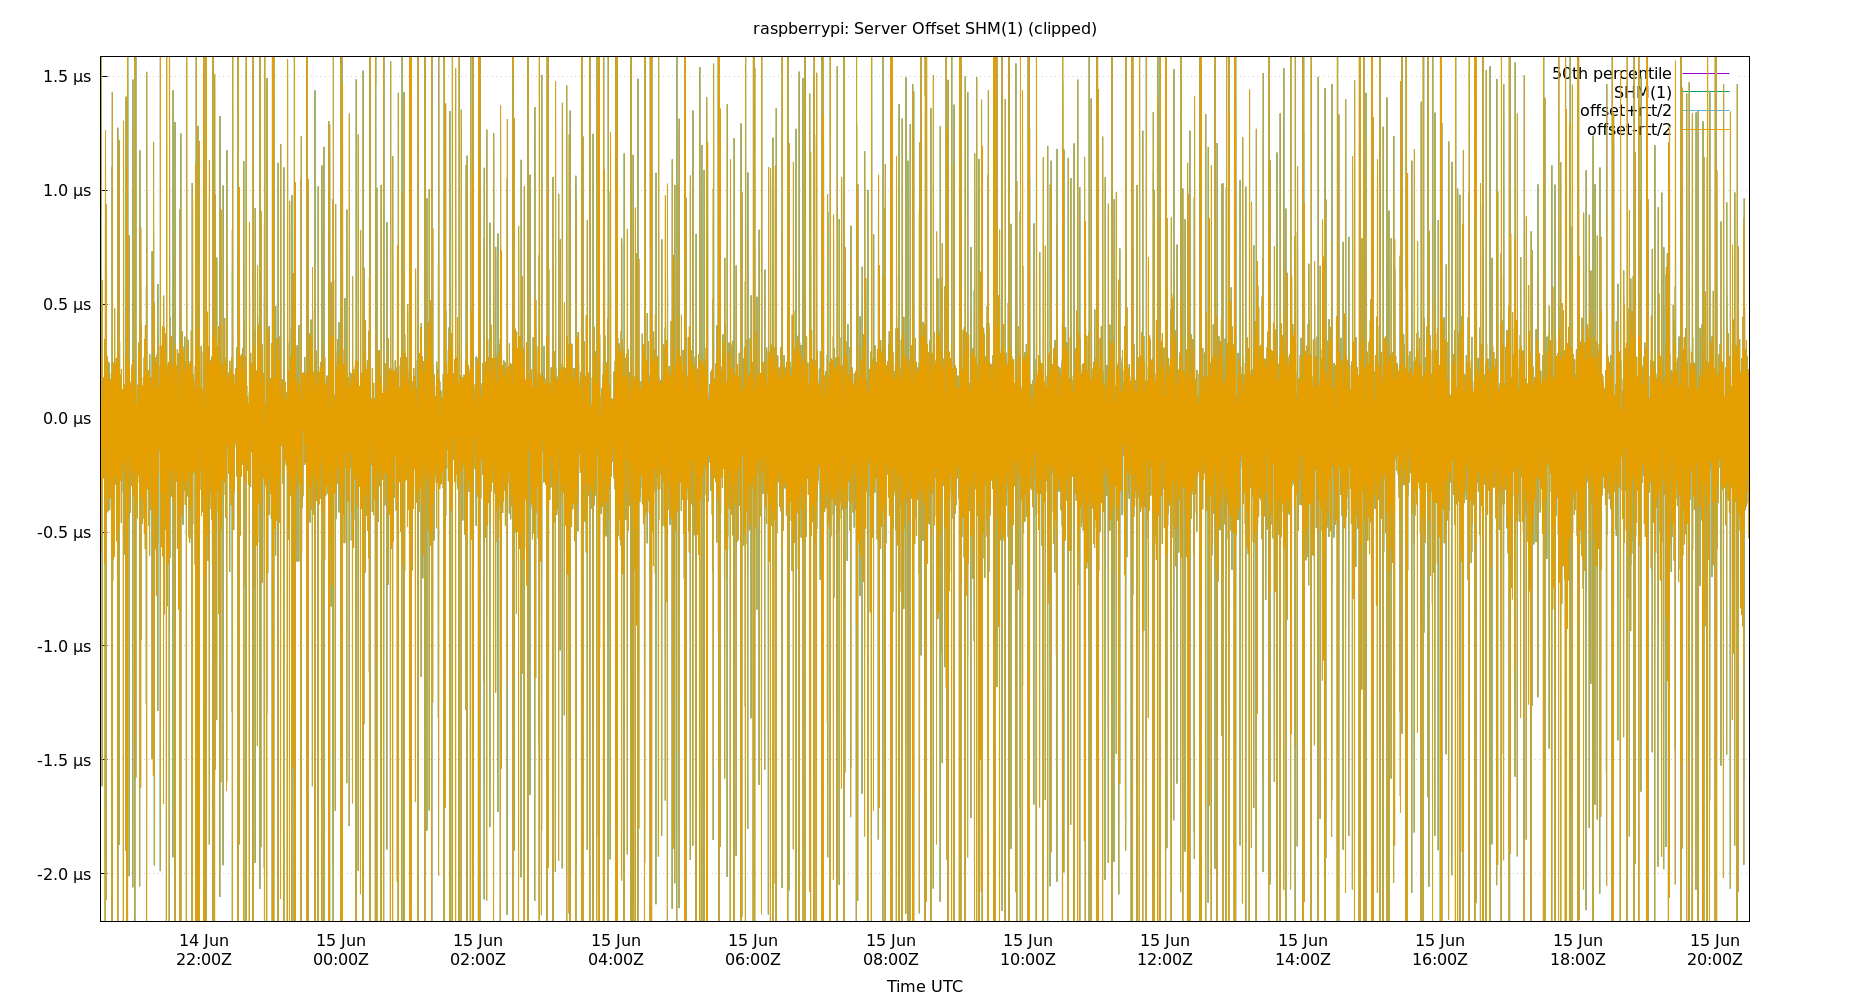 raspberrypi: Server Offset SHM(1) (clipped)
1.5 µs
1.0 µs
0.5 µs
0.0 µs
-0.5 µs
-1.0 µs
-1.5 µs
-2.0 µs
50th percentile
SHM(1)
offset+rtt/2
offset-rtt/2
14 Jun 15 Jun 15 Jun 15 Jun 15 Jun 15 Jun 15 Jun 15 Jun 15 Jun 15 Jun 15 Jun 15 Jun
22:00Z 00:00Z 02:00Z 04:00Z 06:00Z 08:00Z 10:00Z 12:00Z 14:00Z 16:00Z 18:00Z 20:00Z
Time UTC